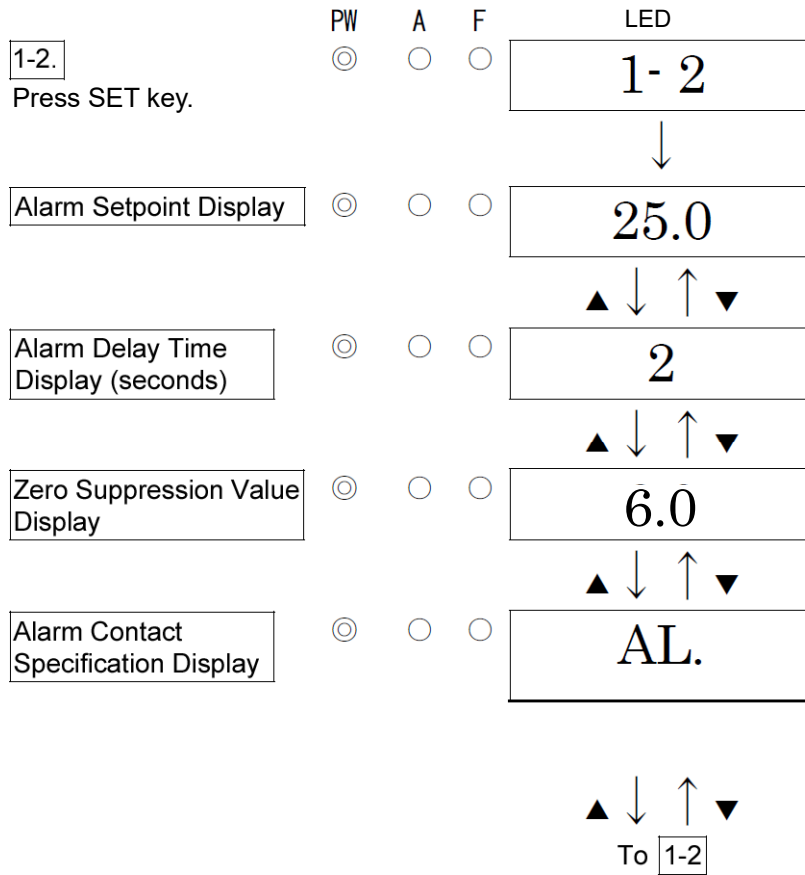 PW A F LED
1-2. ◎ ○ ○ 1- 2
Press SET key.
↓
Alarm Setpoint Display ◎ ○ ○ 25.0
▲ ↓ ↑ ▼
Alarm Delay Time
Display (seconds) ◎ ○ ○ 2
▲ ↓ ↑ ▼
Zero Suppression Value
Display ◎ ○ ○ 6.0
▲ ↓ ↑ ▼
Alarm Contact
Specification Display ◎ ○ ○ AL.
▲ ↓ ↑ ▼
To 1-2